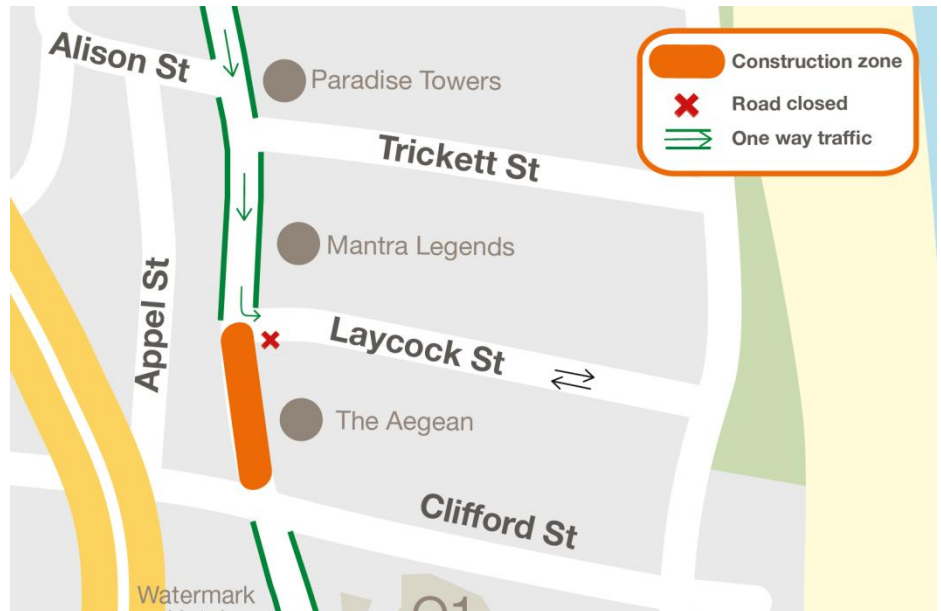 Alison St
Paradise Towers
Construction zone
Road closed
One way traffic
Trickett St
Mantra Legends
Appel St
Laycock St
The Aegean
Clifford St
Watermark
Q1